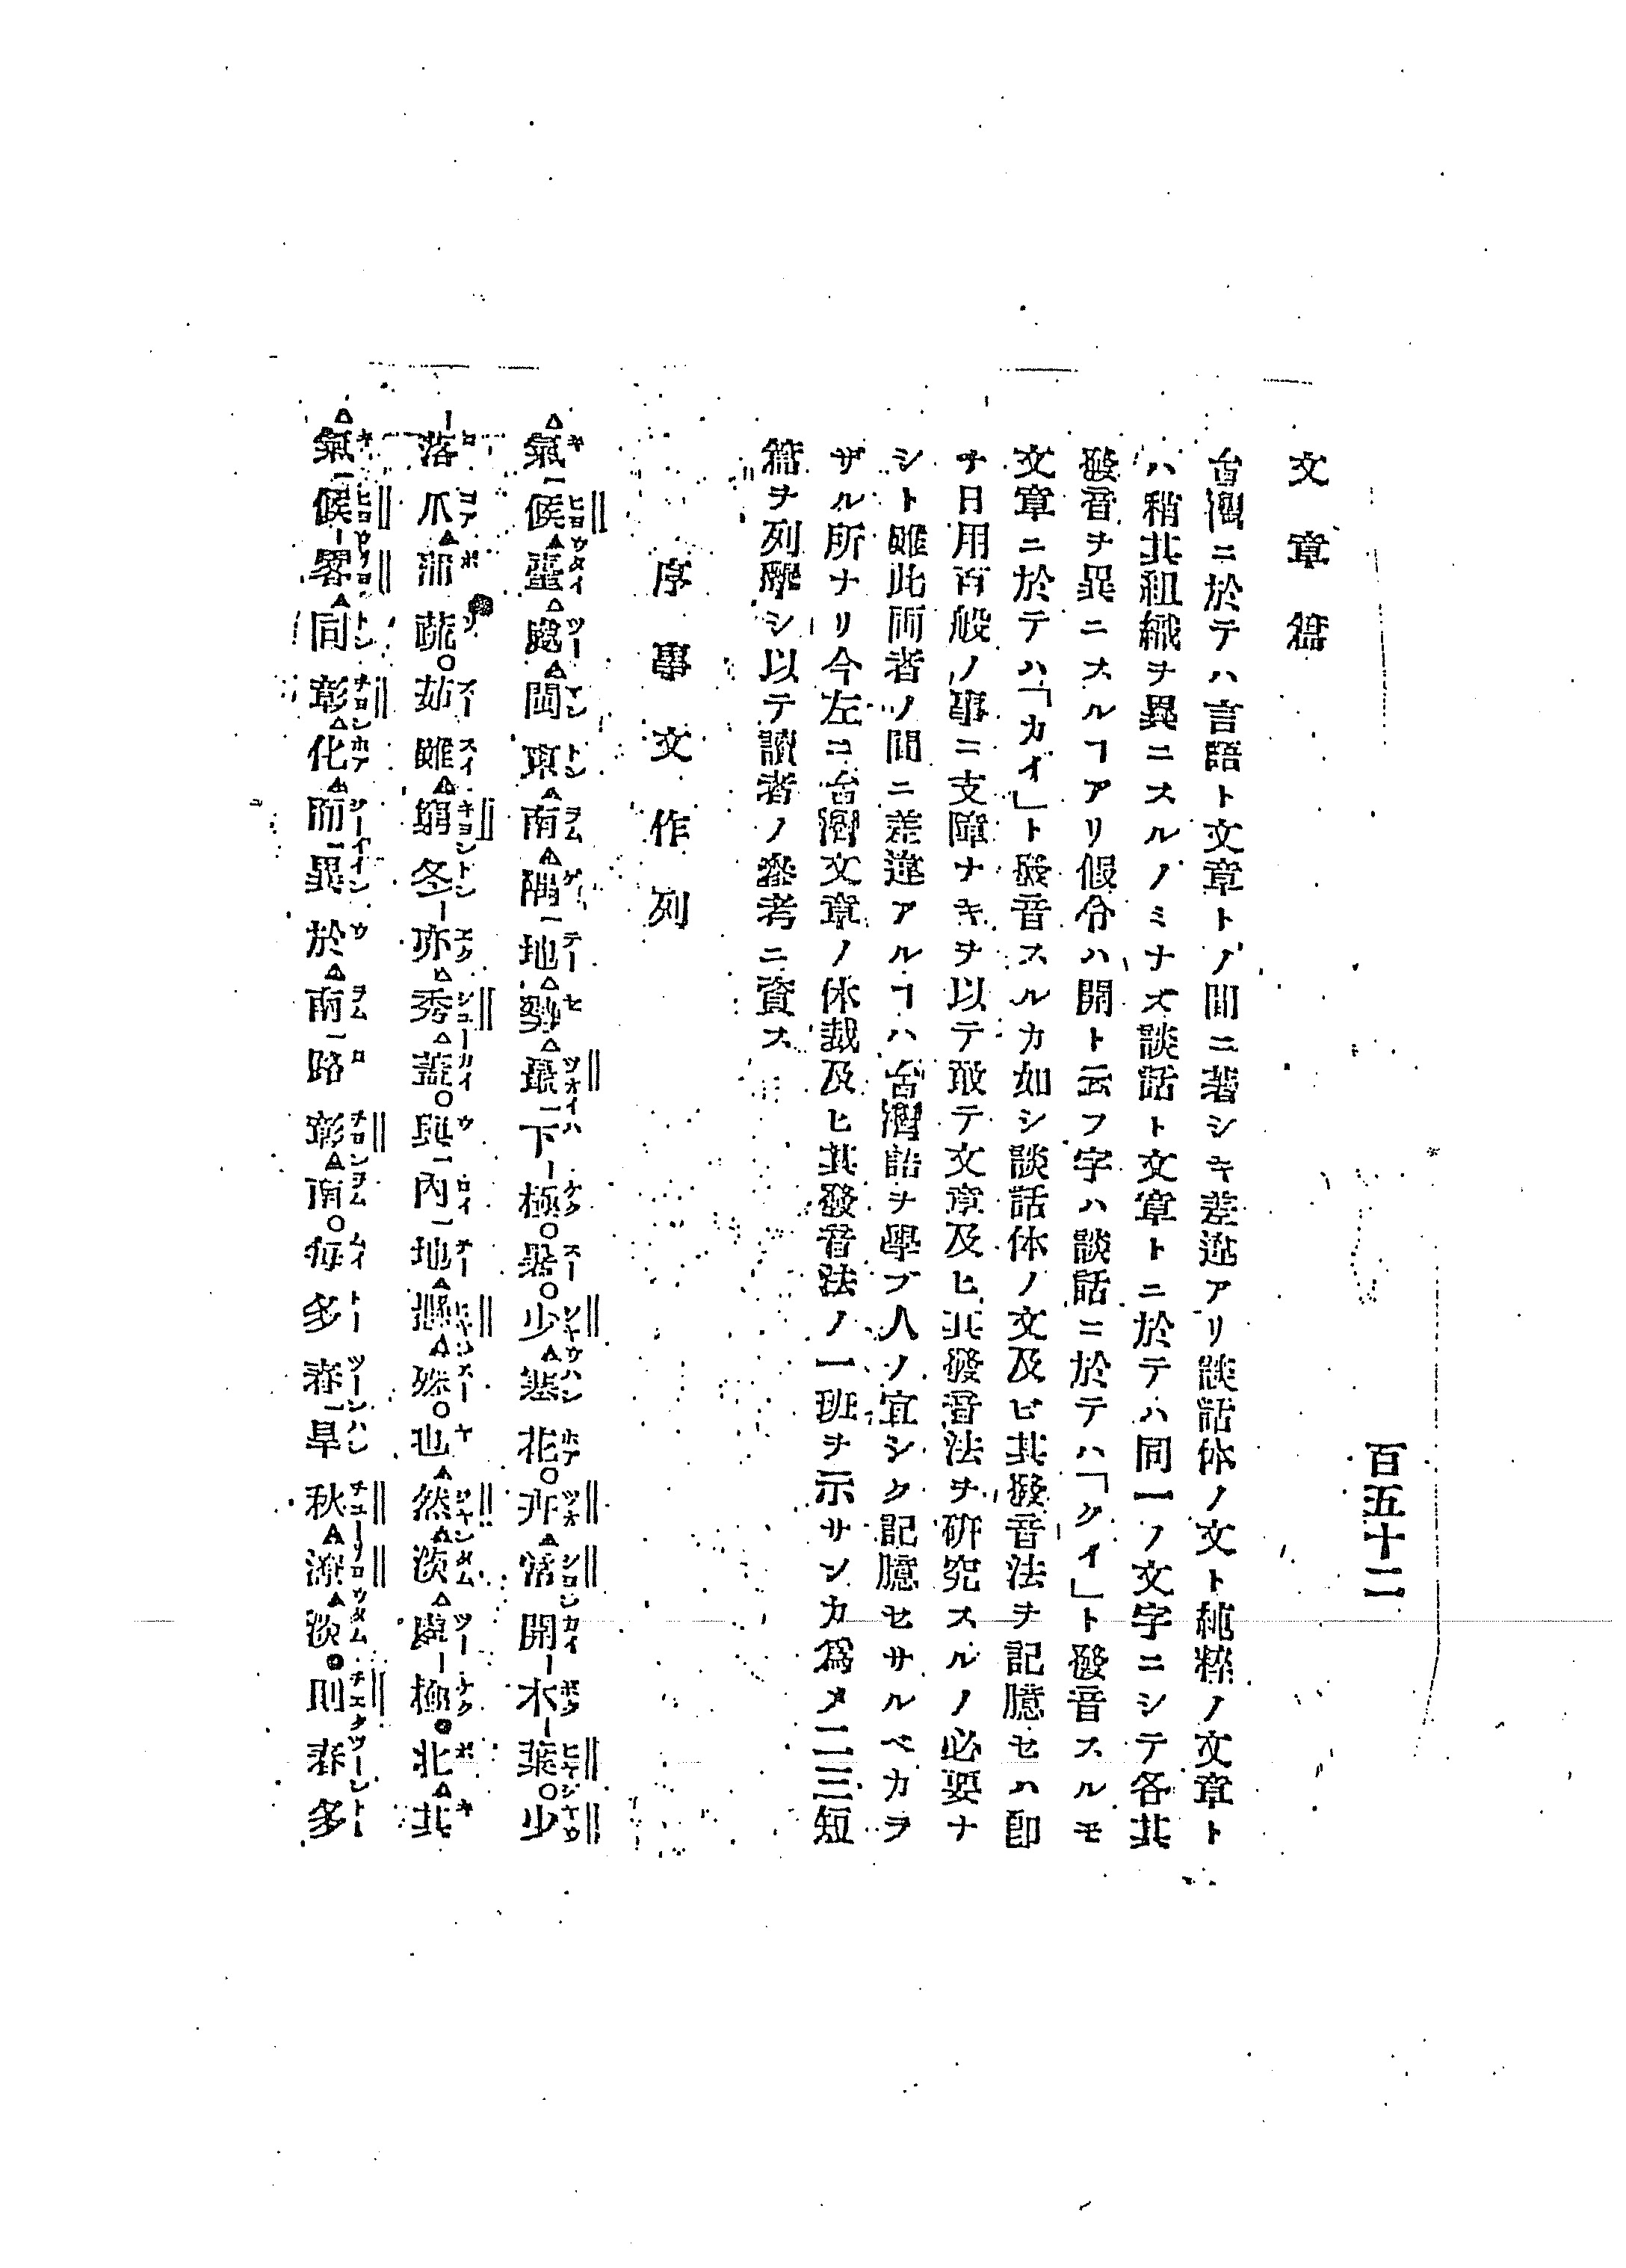 百五十二
文章篇
台灣ニ於テハ言語ト文章トノ間ニ著シキ差違アリ談話体ノ文ト純粹ノ文章ト
ハ稍其組織ヲ異ニスルノミナズ談話ト文章トニ於テハ同一ノ文字ニシテ各其
發音ヲ異ニスルヿアリ假令ハ開ト云フ字ハ談話ニ於テハ「クイ」ト發音スルモ
文章ニ於テハ「カイ」ト發音スルカ如シ談話体ノ文及ビ其發音法ヲ記臆セハ即
チ日用百般ノ事ニ支障ナキヲ以テ敢テ文章及ヒ其發音法ヲ研究スルノ必要ナ
シト雖此両者ノ間ニ差違アルヿハ台灣語ヲ學ブ人ノ宜シク記臆セサルベカラ
ザル所ナリ今左ニ台灣文章ノ体裁及ヒ其發音法ノ一班ヲ示サンカ爲メ二三短
篇ヲ列擧シ以テ讀者ノ參考ニ資ス
序事文作列
氣候臺處閩東南隅地勢最下極暑少寒花卉常開木葉少
落瓜蒲蔬茹雖窮冬亦秀蓋與內地懸殊也然淡處極北其
氣候畧同彰化而異於南路彰南每多春旱秋潦淡則春多